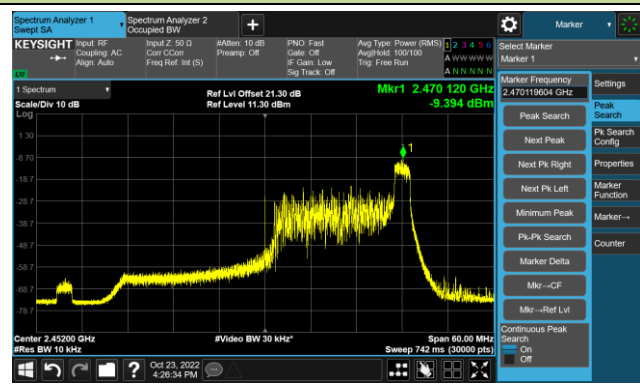 Spectrum Analyzer 1
Swept SA
Spectrum Analyzer 2
Occupied BW
+
Marker
KEYSIGHT
Input: RF
Coupling: AC
Align: Auto
Input Z: 50 Ω
Corr CCorr
Freq Ref: Int (S)
#Atten: 10 dB
Preamp: Off
PNO: Fast
Gate: Off
IF Gain: Low
Sig Track: Off
Avg Type: Power (RMS)
Avg|Hold: 100/100
Trig: Free Run
1 2 3 4 5 6
A W W W W W
A N N N N N
Select Marker
Marker 1
1 Spectrum
Scale/Div 10 dB
Log
Ref Lvl Offset 21.30 dB
Ref Level 11.30 dBm
Mkr1 2.470 120 GHz
-9.394 dBm
1.30
-8.70
-18.7
-28.7
-38.7
-48.7
-58.7
-68.7
-78.7
1
Center 2.45200 GHz
#Res BW 10 kHz
#Video BW 30 kHz*
Span 60.00 MHz
Sweep 742 ms (30000 pts)
Marker Frequency
2.470119604 GHz
Peak Search
Next Peak
Next Pk Right
Next Pk Left
Minimum Peak
Pk-Pk Search
Marker Delta
Mkr→CF
Mkr→Ref Lvl
Continuous Peak
Search
On
Off
Settings
Peak
Search
Pk Search
Config
Properties
Marker
Function
Marker→
Counter
?
Oct 23, 2022
4:26:34 PM